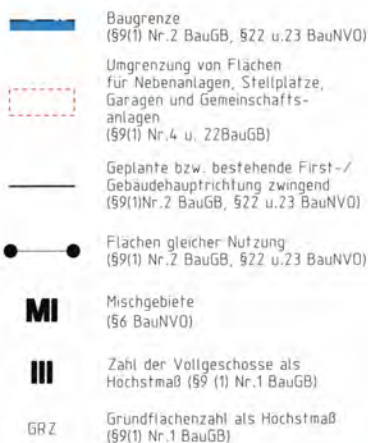 Baugrenze
(§9(1) Nr.2 BauGB, §22 u.23 BauNVO)
Umgrenzung von Flächen
für Nebenanlagen, Stellplätze,
Garagen und Gemeinschafts-
anlagen
(§9(1) Nr.4 u. 22BauGB)
Geplante bzw. bestehende First-/
Gebäudehauptrichtung zwingend
(§9(1)Nr.2 BauGB, §22 u.23 BauNVO)
Flächen gleicher Nutzung
(§9(1) Nr.2 BauGB, §22 u.23 BauNVO)
MI Mischgebiete
(§6 BauNVO)
III Zahl der Vollgeschosse als
Höchstmaß (§9 (1) Nr.1 BauGB)
GRZ Grundflächenzahl als Höchstmaß
(§9(1) Nr.1 BauGB)